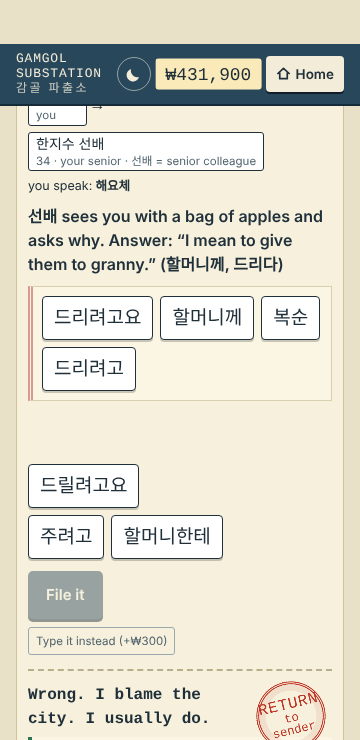 GAMGOL
SUBSTATION
감골 파출소
₩431,900
Home
you
→
한지수 선배
34 · your senior · 선배 = senior colleague
you speak: 해요체
선배 sees you with a bag of apples and
asks why. Answer: “I mean to give
them to granny.” (할머니께, 드리다)
드리려고요 할머니께 복순
드리려고
드릴려고요
주려고 할머니한테
File it
Type it instead (+₩300)
Wrong. I blame the
city. I usually do.
RETURN
to
sender